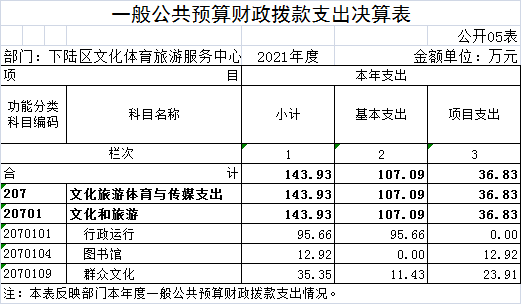 一般公共预算财政拨款支出决算表
公开05表
部门：下陆区文化体育旅游服务中心 2021年度 金额单位：万元
项 目 本年支出
功能分类科目编码 科目名称 小计 基本支出 项目支出
栏次 1 2 3
合 计 143.93 107.09 36.83
207 文化旅游体育与传媒支出 143.93 107.09 36.83
20701 文化和旅游 143.93 107.09 36.83
2070101 行政运行 95.66 95.66 0.00
2070104 图书馆 12.92 0.00 12.92
2070109 群众文化 35.35 11.43 23.91
注：本表反映部门本年度一般公共预算财政拨款支出情况。